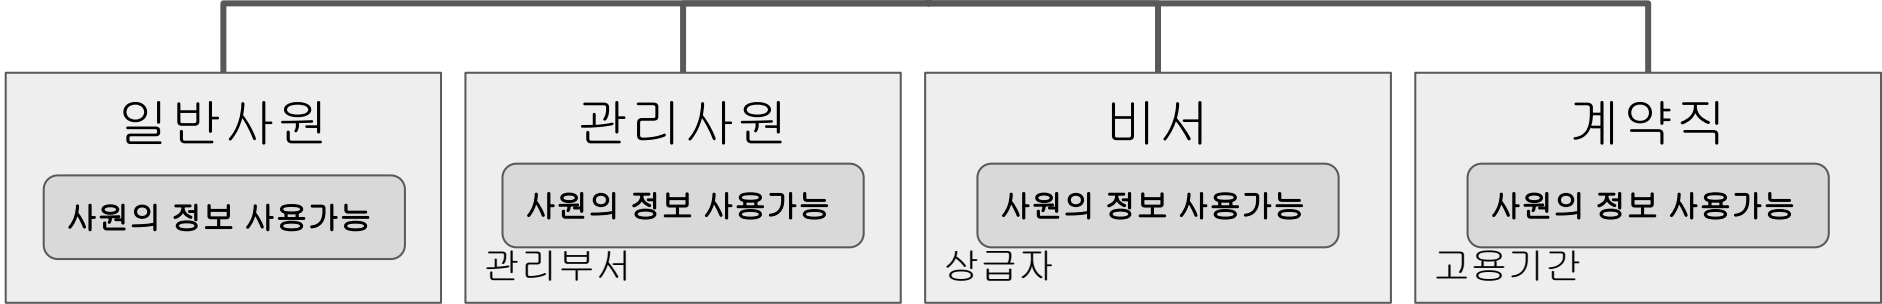 일반사원
사원의 정보 사용가능
관리사원
사원의 정보 사용가능
관리부서
비서
사원의 정보 사용가능
상급자
계약직
사원의 정보 사용가능
고용기간